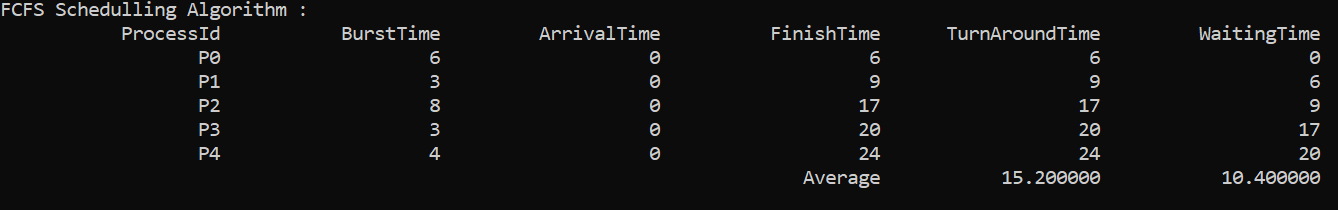 FCFS Schedulling Algorithm :
ProcessId BurstTime ArrivalTime FinishTime TurnAroundTime WaitingTime
P0 6 0 6 6 0
P1 3 0 9 9 6
P2 8 0 17 17 9
P3 3 0 20 20 17
P4 4 0 24 24 20
Average 15.200000 10.400000